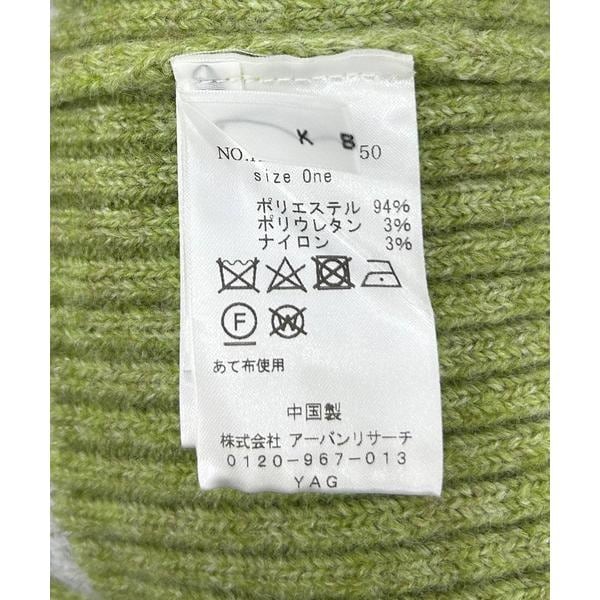 K B
NO. 50
size One
ポリエステル 94%
ポリウレタン 3%
ナイロン 3%
F W
あて布使用
中国製
株式会社 アーバンリサーチ
0120-967-013
YAG